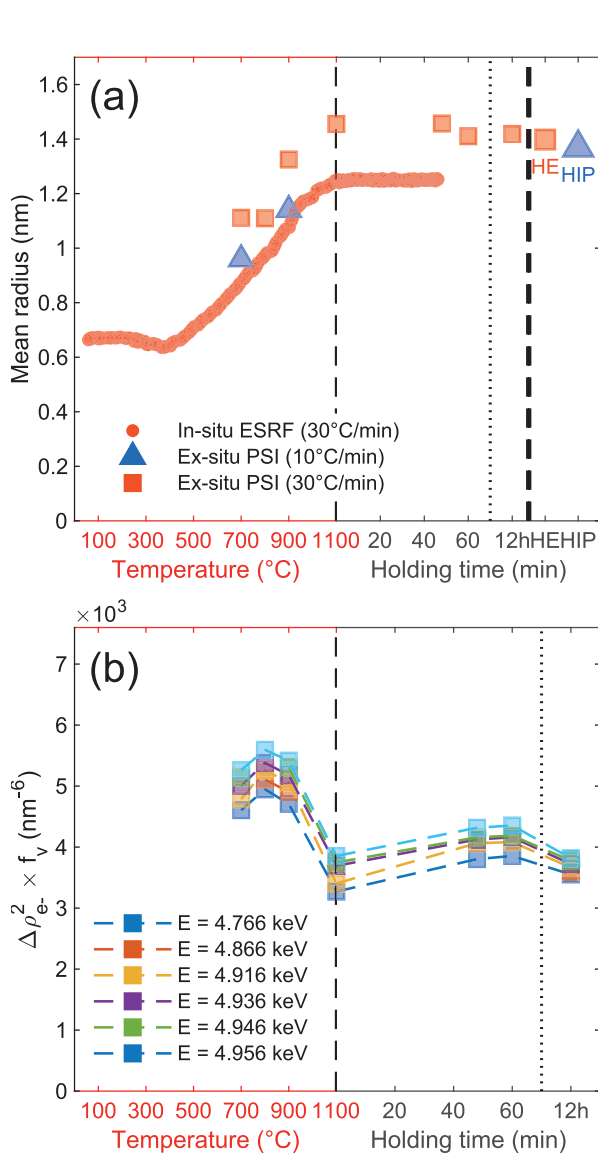 (a)
1.6
1.4
1.2
1
0.8
0.6
0.4
0.2
0
Mean radius (nm)
HE
HIP
In-situ ESRF (30°C/min)
Ex-situ PSI (10°C/min)
Ex-situ PSI (30°C/min)
100 300 500 700 900 1100 20 40 60 12h HE HIP
Temperature (°C) Holding time (min)
×10³
(b)
7
6
5
4
3
2
1
0
Δρ²ₑ₋ × fᵥ (nm⁻⁶)
E = 4.766 keV
E = 4.866 keV
E = 4.916 keV
E = 4.936 keV
E = 4.946 keV
E = 4.956 keV
100 300 500 700 900 1100 20 40 60 12h
Temperature (°C) Holding time (min)